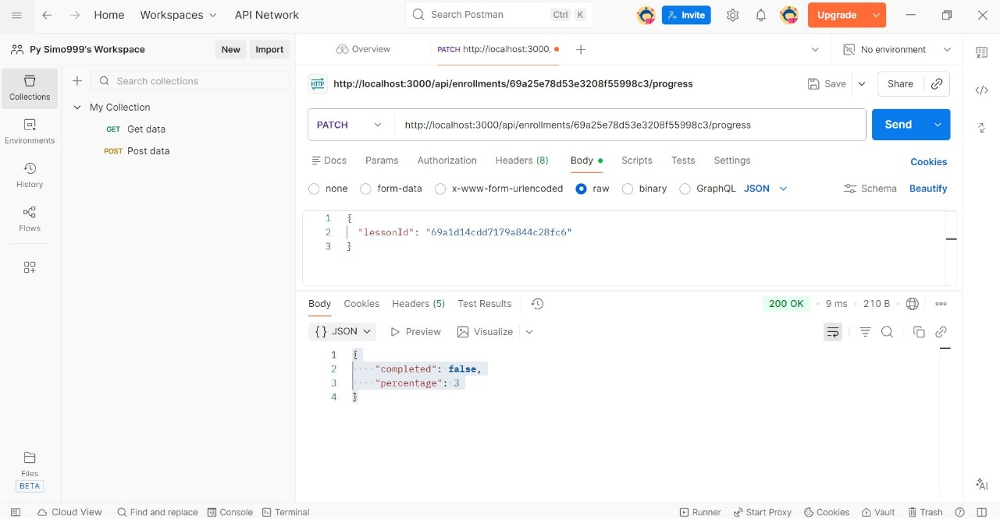 Home Workspaces API Network Search Postman Ctrl K Invite Upgrade
Py Simo999's Workspace New Import Overview PATCH http://localhost:3000, No environment
Collections
Environments
History
Flows
Files
BETA
Search collections
My Collection
GET Get data
POST Post data
HTTP http://localhost:3000/api/enrollments/69a25e78d53e3208f55998c3/progress Save Share
PATCH http://localhost:3000/api/enrollments/69a25e78d53e3208f55998c3/progress Send
Docs Params Authorization Headers (8) Body Scripts Tests Settings Cookies
none form-data x-www-form-urlencoded raw binary GraphQL JSON Schema Beautify
1 {
2 "lessonId": "69a1d14cdd7179a844c28fc6"
3 }
Body Cookies Headers (5) Test Results 200 OK 9 ms 210 B
{} JSON Preview Visualize
1 {
2 "completed": false,
3 "percentage": 3
4 }
AI
Cloud View Find and replace Console Terminal Runner Start Proxy Cookies Vault Trash